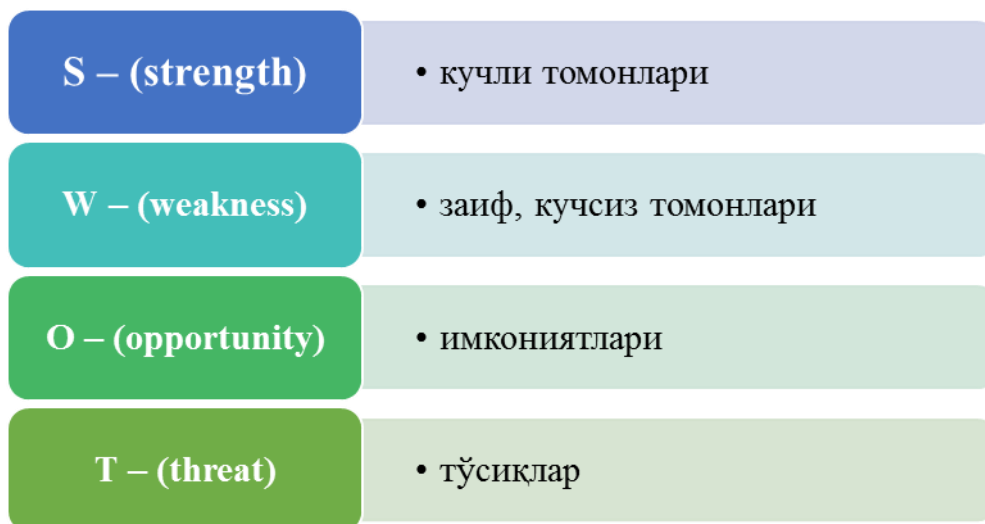 S – (strength)
• кучли томонлари
W – (weakness)
• заиф, кучсиз томонлари
O – (opportunity)
• имкониятлари
T – (threat)
• тўсиқлар